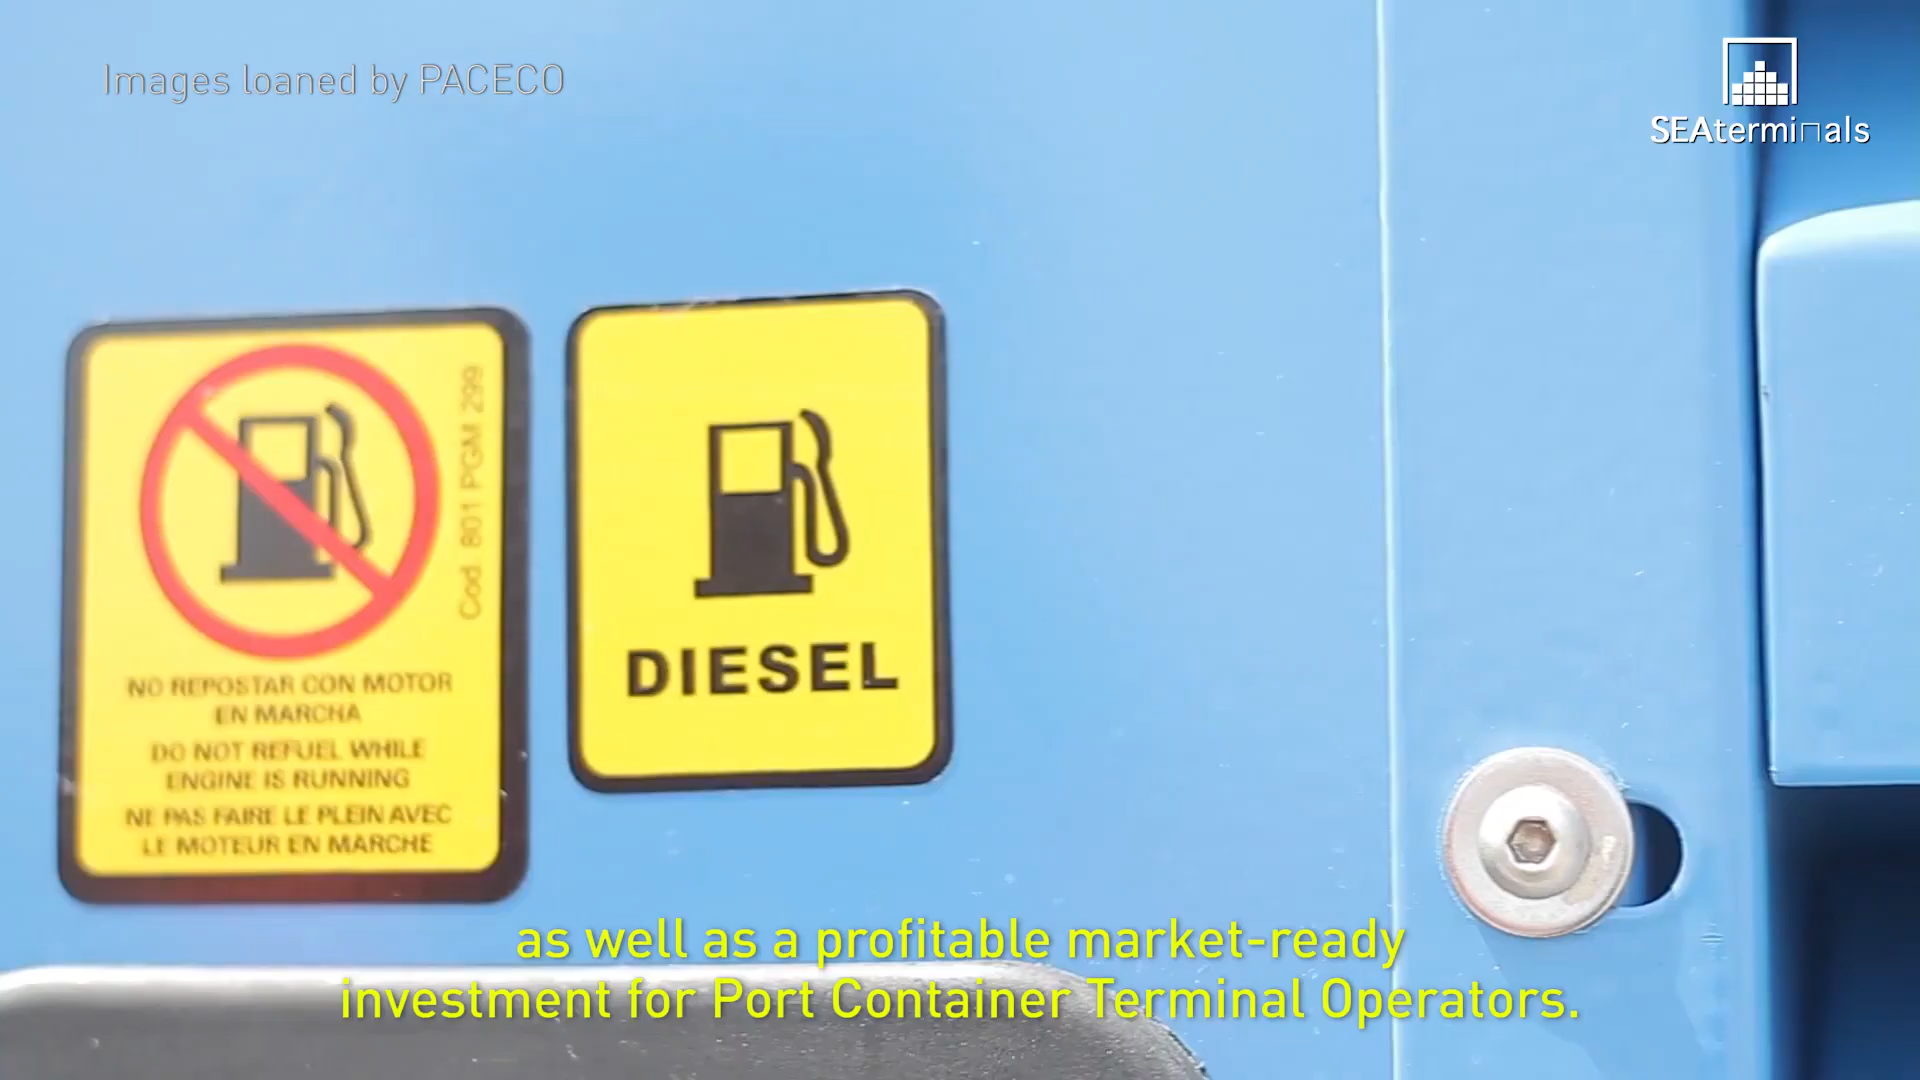 Images loaned by PACECO
SEAterminals
Cod. 801 PGM 299
NO REPOSTAR CON MOTOR
EN MARCHA
DO NOT REFUEL WHILE
ENGINE IS RUNNING
NE PAS FAIRE LE PLEIN AVEC
LE MOTEUR EN MARCHE
DIESEL
as well as a profitable market-ready
investment for Port Container Terminal Operators.